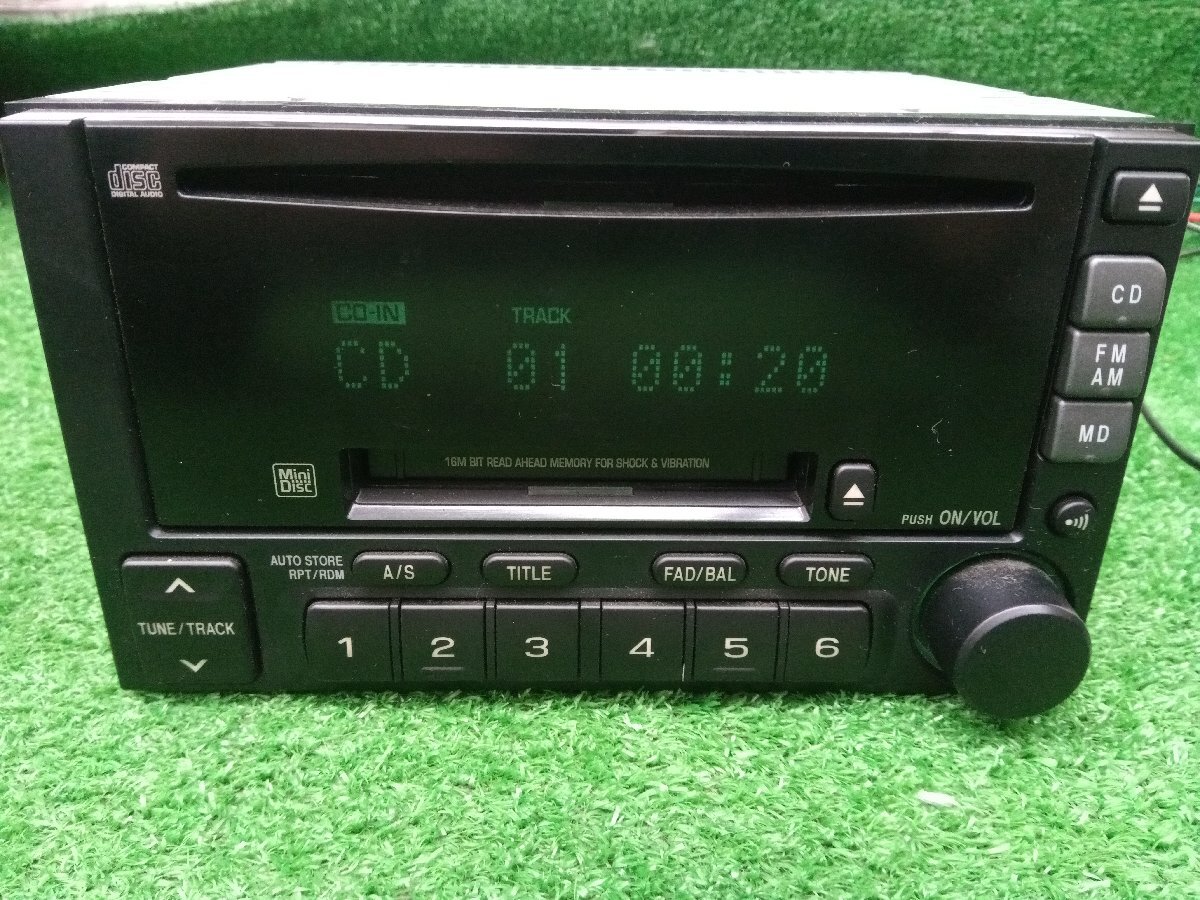 COMPACT
disc
DIGITAL AUDIO
CD
FM
AM
MD
CD-IN
TRACK
CD 01 00:20
16M BIT READ AHEAD MEMORY FOR SHOCK & VIBRATION
Mini
Disc
PUSH ON/VOL
AUTO STORE
RPT/RDM
A/S
TITLE
FAD/BAL
TONE
TUNE/TRACK
1 2 3 4 5 6